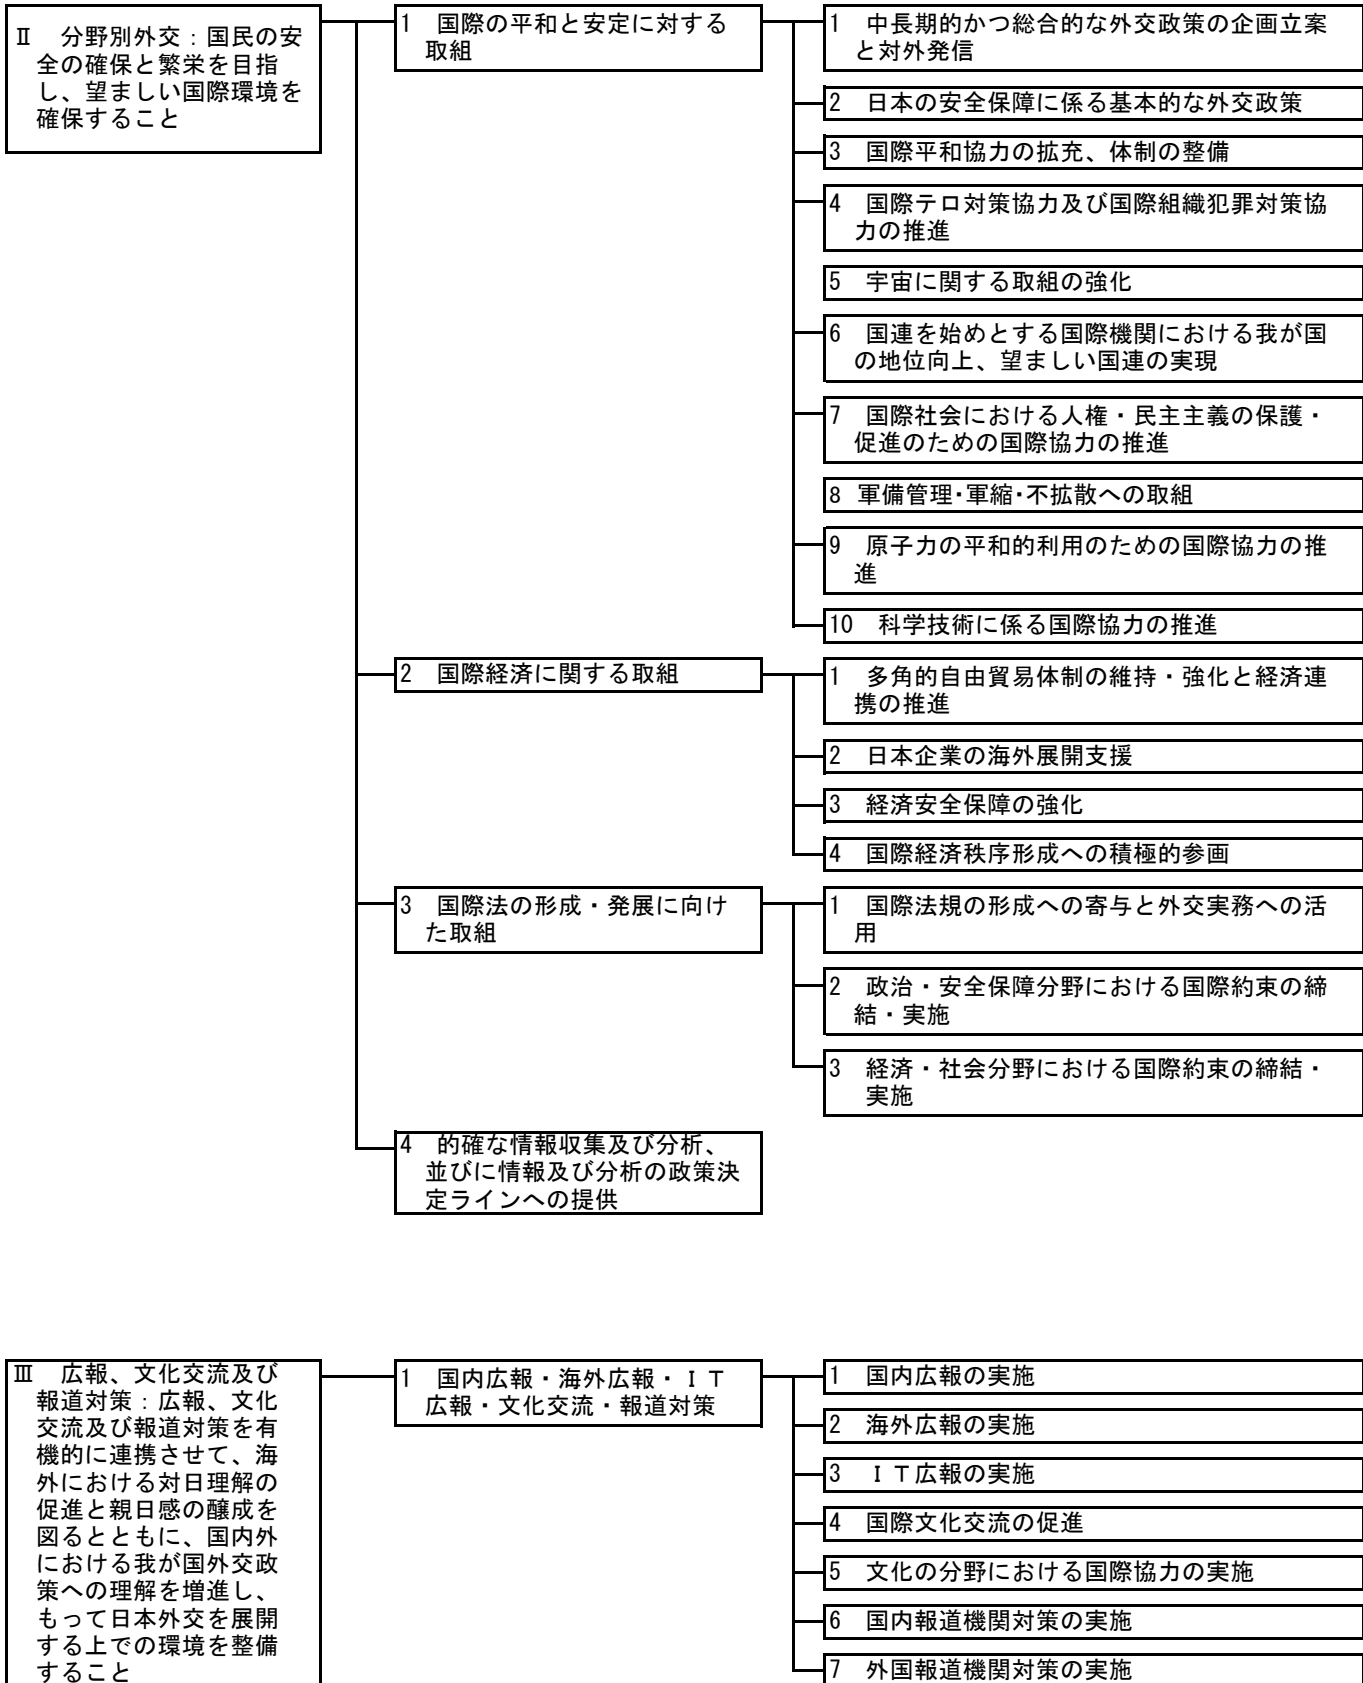 Ⅱ　分野別外交：国民の安
全の確保と繁栄を目指
し、望ましい国際環境を
確保すること
1　国際の平和と安定に対する
取組
1　中長期的かつ総合的な外交政策の企画立案
と対外発信
2　日本の安全保障に係る基本的な外交政策
3　国際平和協力の拡充、体制の整備
4　国際テロ対策協力及び国際組織犯罪対策協
力の推進
5　宇宙に関する取組の強化
6　国連を始めとする国際機関における我が国
の地位向上、望ましい国連の実現
7　国際社会における人権・民主主義の保護・
促進のための国際協力の推進
8 軍備管理･軍縮･不拡散への取組
9　原子力の平和的利用のための国際協力の推
進
10　科学技術に係る国際協力の推進
2　国際経済に関する取組
1　多角的自由貿易体制の維持・強化と経済連
携の推進
2　日本企業の海外展開支援
3　経済安全保障の強化
4　国際経済秩序形成への積極的参画
3　国際法の形成・発展に向け
た取組
1　国際法規の形成への寄与と外交実務への活
用
2　政治・安全保障分野における国際約束の締
結・実施
3　経済・社会分野における国際約束の締結・
実施
4　的確な情報収集及び分析、
並びに情報及び分析の政策決
定ラインへの提供
Ⅲ　広報、文化交流及び
報道対策：広報、文化
交流及び報道対策を有
機的に連携させて、海
外における対日理解の
促進と親日感の醸成を
図るとともに、国内外
における我が国外交政
策への理解を増進し、
もって日本外交を展開
する上での環境を整備
すること
1　国内広報・海外広報・ＩＴ
広報・文化交流・報道対策
1　国内広報の実施
2　海外広報の実施
3　ＩＴ広報の実施
4　国際文化交流の促進
5　文化の分野における国際協力の実施
6　国内報道機関対策の実施
7　外国報道機関対策の実施